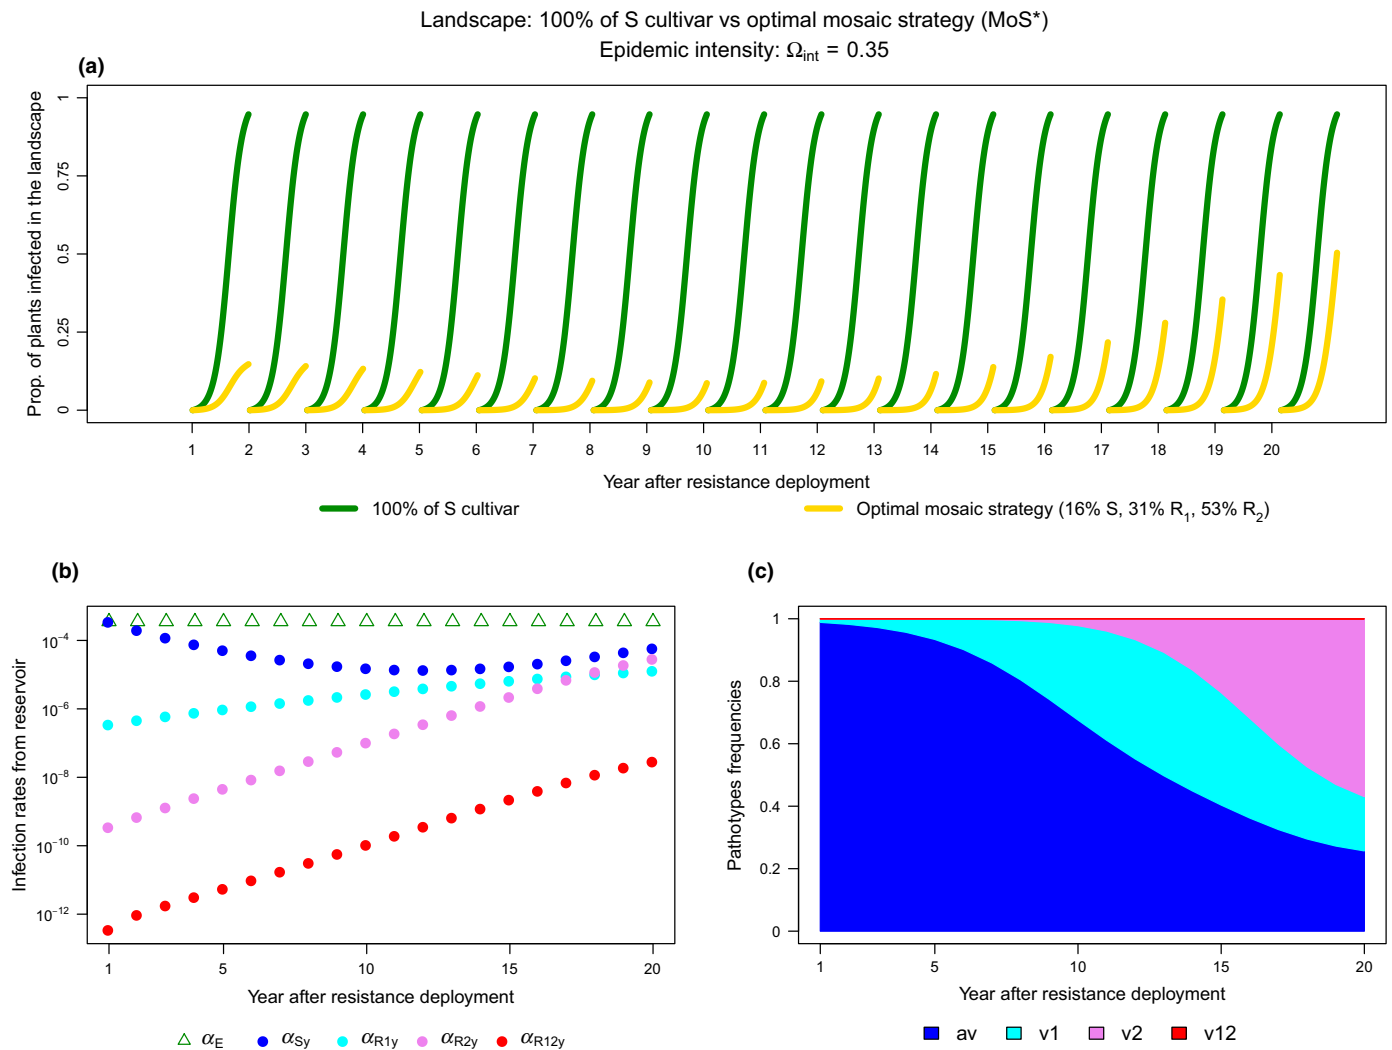 Landscape: 100% of S cultivar vs optimal mosaic strategy (MoS*)
Epidemic intensity: Ωint = 0.35
(a)
Prop. of plants infected in the landscape
1
0.75
0.5
0.25
0
1 2 3 4 5 6 7 8 9 10 11 12 13 14 15 16 17 18 19 20
Year after resistance deployment
100% of S cultivar
Optimal mosaic strategy (16% S, 31% R1, 53% R2)
(b)
Infection rates from reservoir
10−4
10−6
10−8
10−10
10−12
1 5 10 15 20
Year after resistance deployment
αE αSy αR1y αR2y αR12y
(c)
Pathotypes frequencies
1
0.8
0.6
0.4
0.2
0
1 5 10 15 20
Year after resistance deployment
av v1 v2 v12